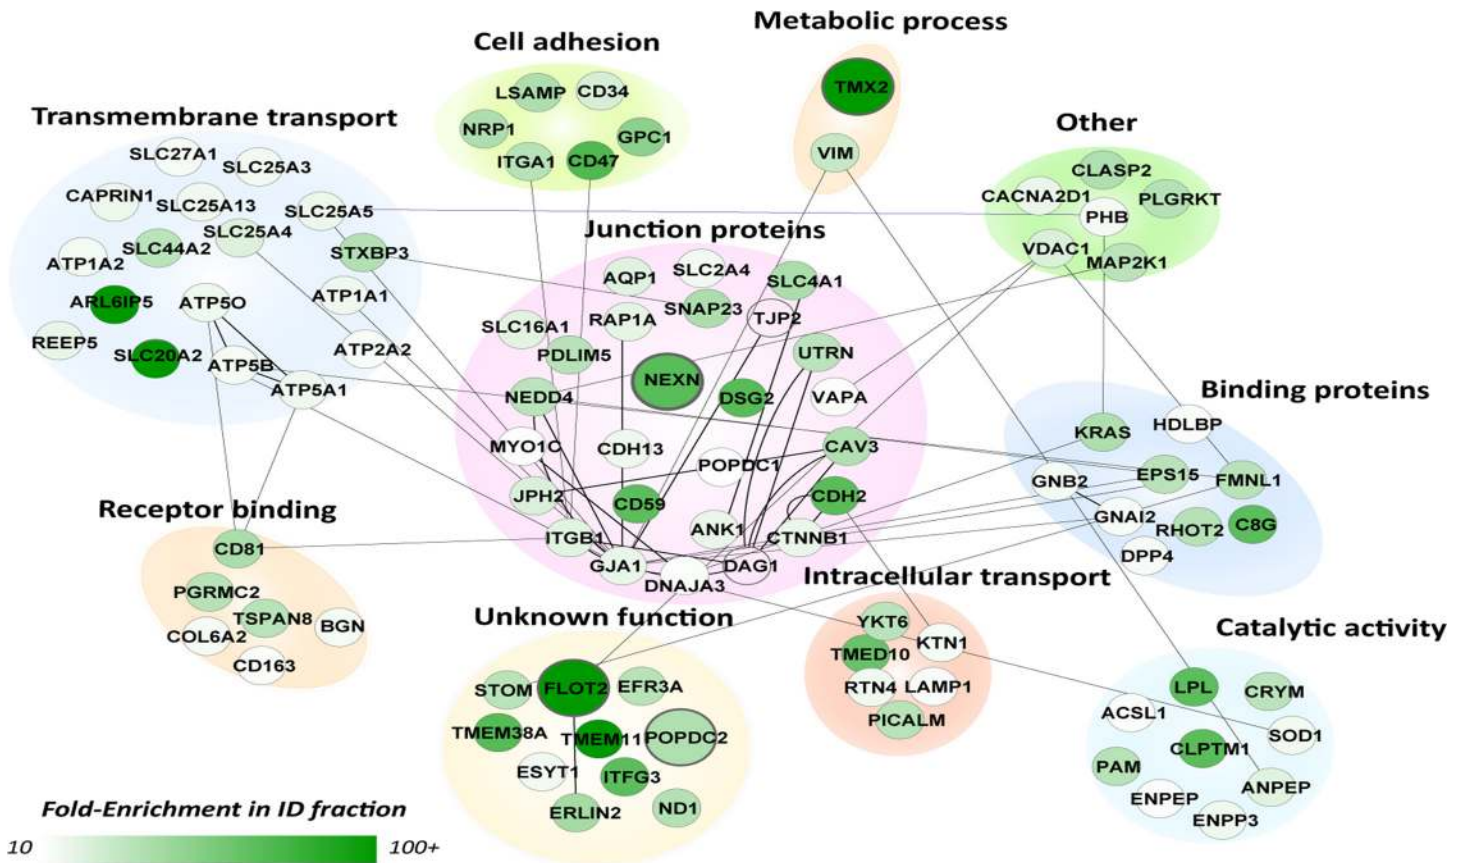 Metabolic process
TMX2
VIM
Cell adhesion
LSAMP
CD34
NRP1
GPC1
ITGA1
CD47
Transmembrane transport
SLC27A1
SLC25A3
CAPRIN1
SLC25A13
SLC25A5
SLC25A4
SLC44A2
STXBP3
ATP1A2
ARL6IP5
ATP5O
ATP1A1
REEP5
SLC20A2
ATP5B
ATP2A2
ATP5A1
Other
CLASP2
CACNA2D1
PLGRKT
PHB
VDAC1
MAP2K1
Junction proteins
AQP1
SLC2A4
SLC4A1
SNAP23
SLC16A1
RAP1A
TJP2
PDLIM5
UTRN
NEXN
NEDD4
DSG2
VAPA
MYO1C
CDH13
CAV3
POPDC1
JPH2
CD59
CDH2
ITGB1
ANK1
CTNNB1
GJA1
DNAJA3
DAG1
Binding proteins
KRAS
HDLBP
GNB2
EPS15
FMNL1
GNAI2
RHOT2
C8G
DPP4
Receptor binding
CD81
PGRMC2
TSPAN8
COL6A2
BGN
CD163
Intracellular transport
YKT6
KTN1
TMED10
RTN4
LAMP1
PICALM
Unknown function
STOM
FLOT2
EFR3A
TMEM38A
TMEM11
POPDC2
ESYT1
ITFG3
ERLIN2
ND1
Catalytic activity
LPL
CRYM
ACSL1
SOD1
CLPTM1
PAM
ANPEP
ENPEP
ENPP3
Fold-Enrichment in ID fraction
10
100+